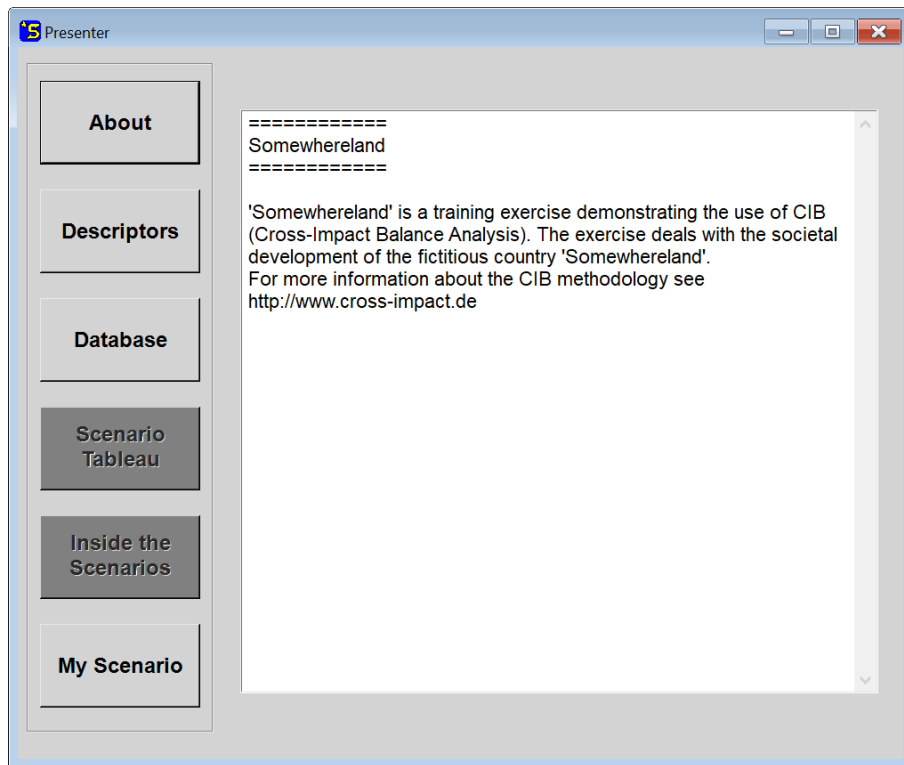 Presenter
About
Descriptors
Database
Scenario
Tableau
Inside the
Scenarios
My Scenario
============
Somewhereland
============
'Somewhereland' is a training exercise demonstrating the use of CIB
(Cross-Impact Balance Analysis). The exercise deals with the societal
development of the fictitious country 'Somewhereland'.
For more information about the CIB methodology see
http://www.cross-impact.de